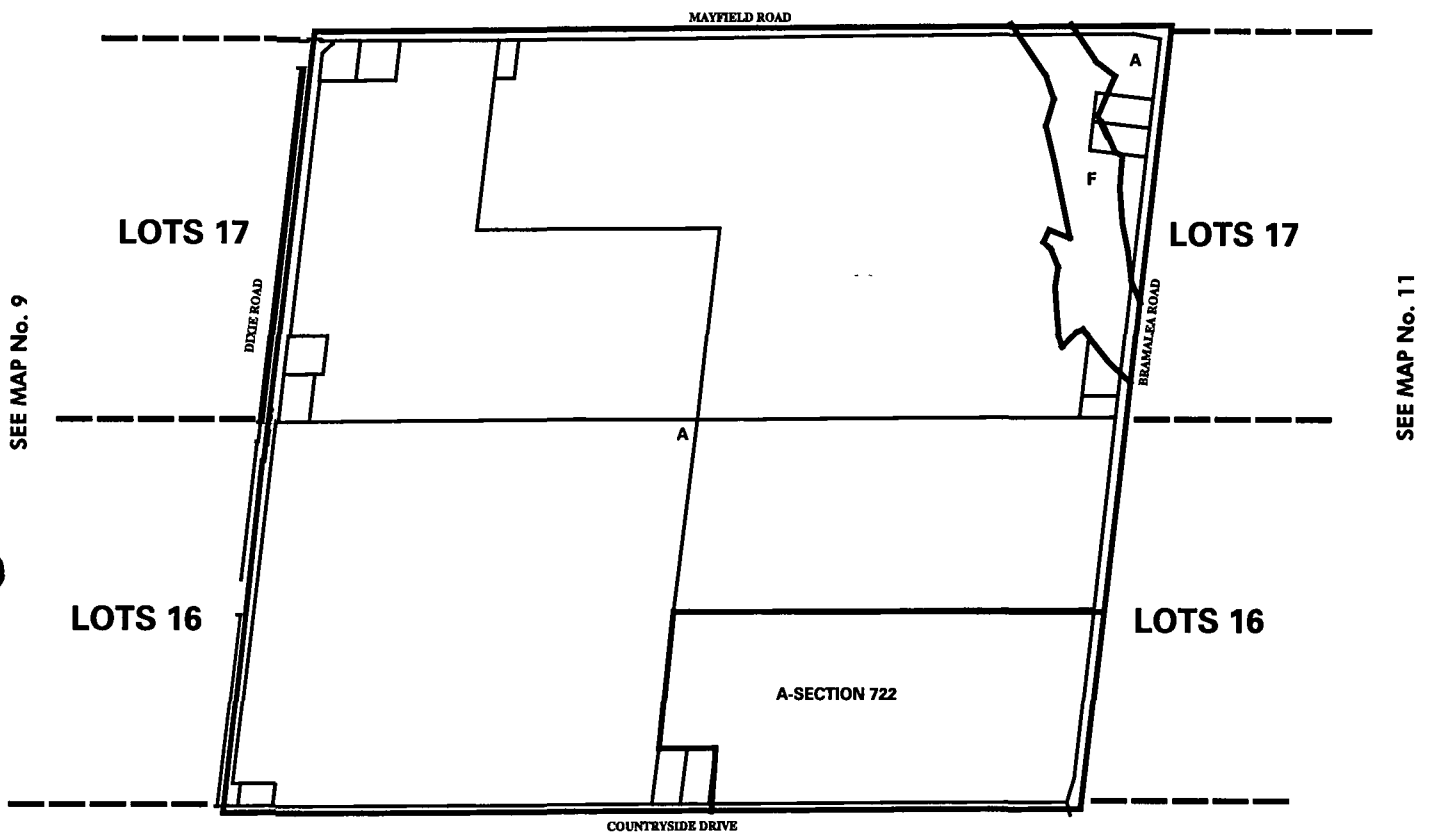 MAYFIELD ROAD
A
F
LOTS 17
LOTS 17
DIXIE ROAD
BRAMALEA ROAD
SEE MAP No. 9
SEE MAP No. 11
A
LOTS 16
LOTS 16
A-SECTION 722
COUNTRYSIDE DRIVE